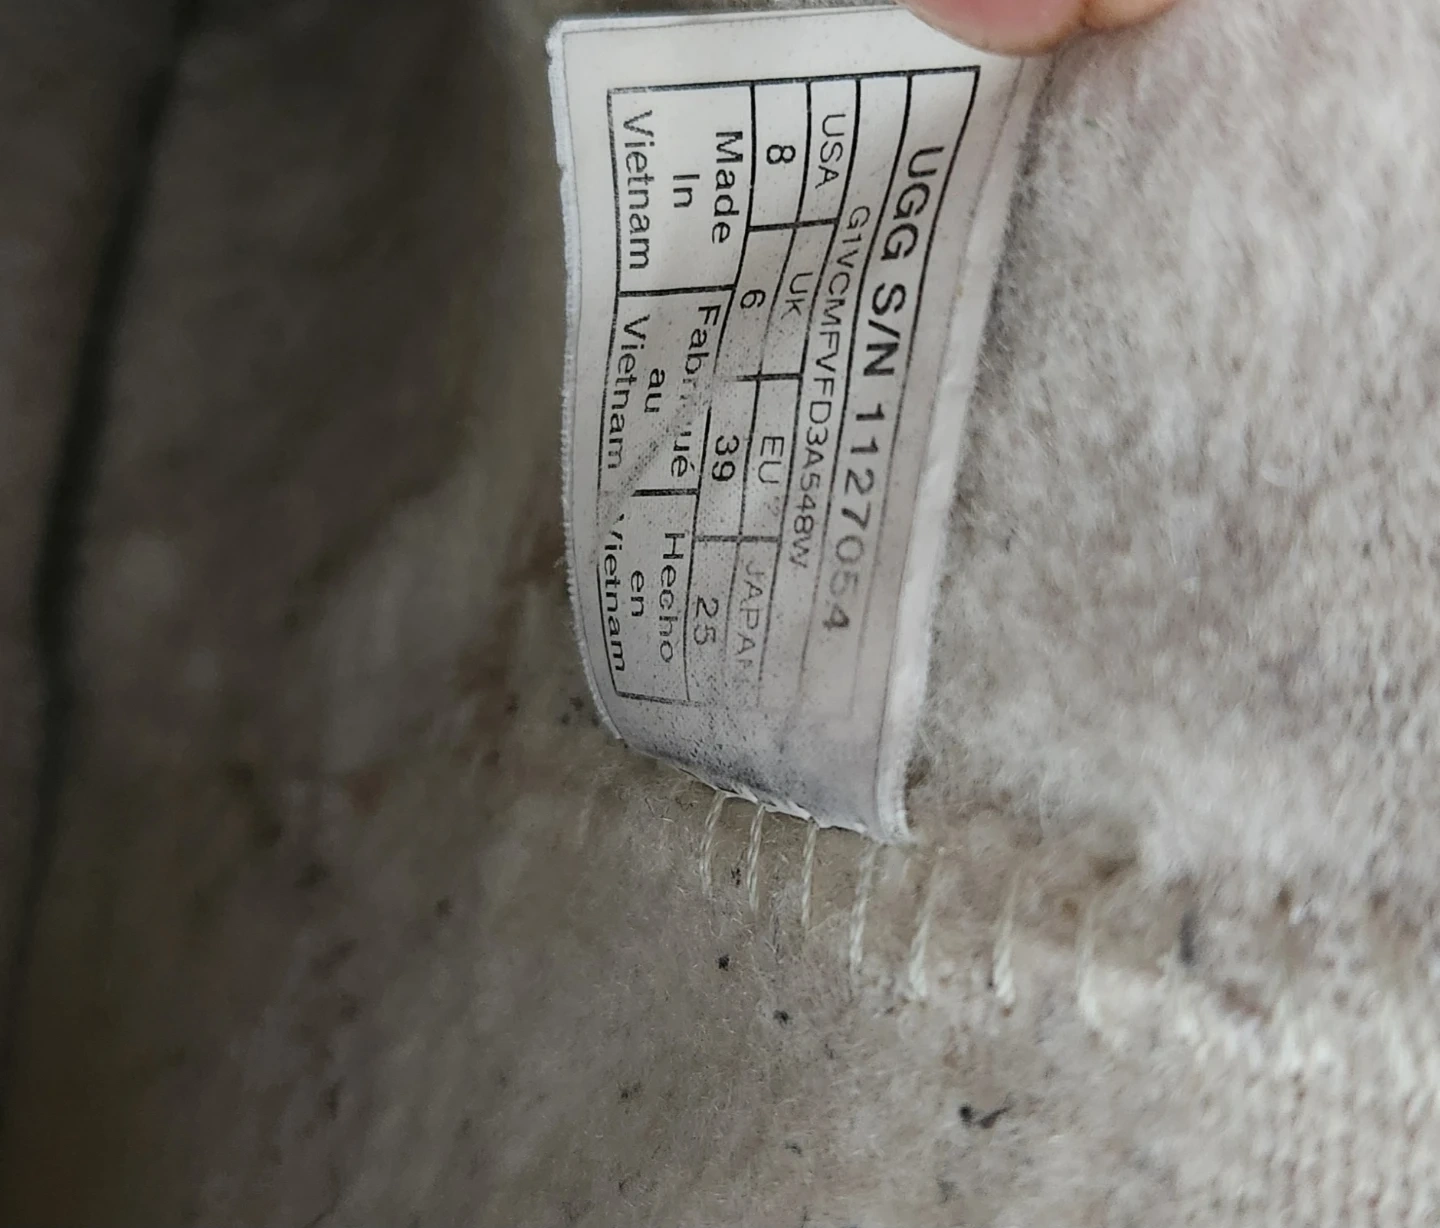 UGG S/N 1127054
G1VCMFVFD3A548W
USA UK EU JAPAN
8 6 39 25
Made In Vietnam
Fabriqué au Vietnam
Hecho en Vietnam